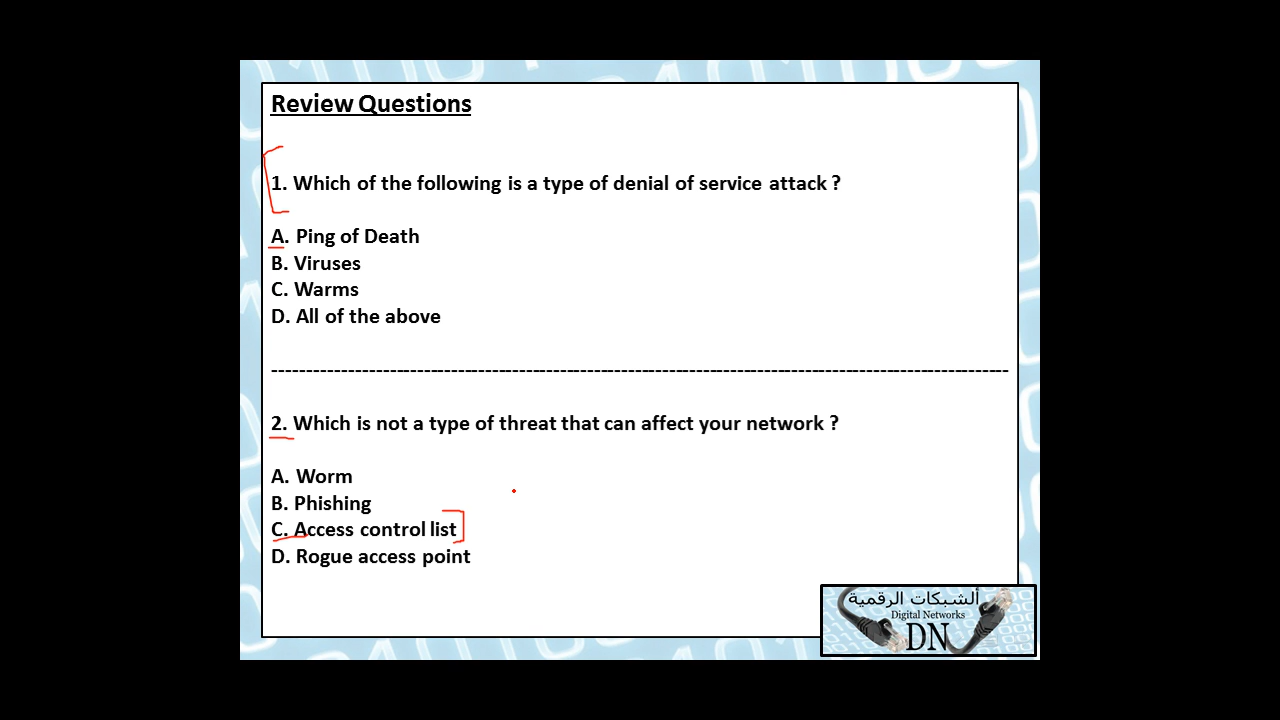 Review Questions
1. Which of the following is a type of denial of service attack ?
A. Ping of Death
B. Viruses
C. Warms
D. All of the above
---------------------------------------------------------------------------------------------------------
2. Which is not a type of threat that can affect your network ?
A. Worm
B. Phishing
C. Access control list
D. Rogue access point
ألشبكات الرقمية
Digital Networks
DN